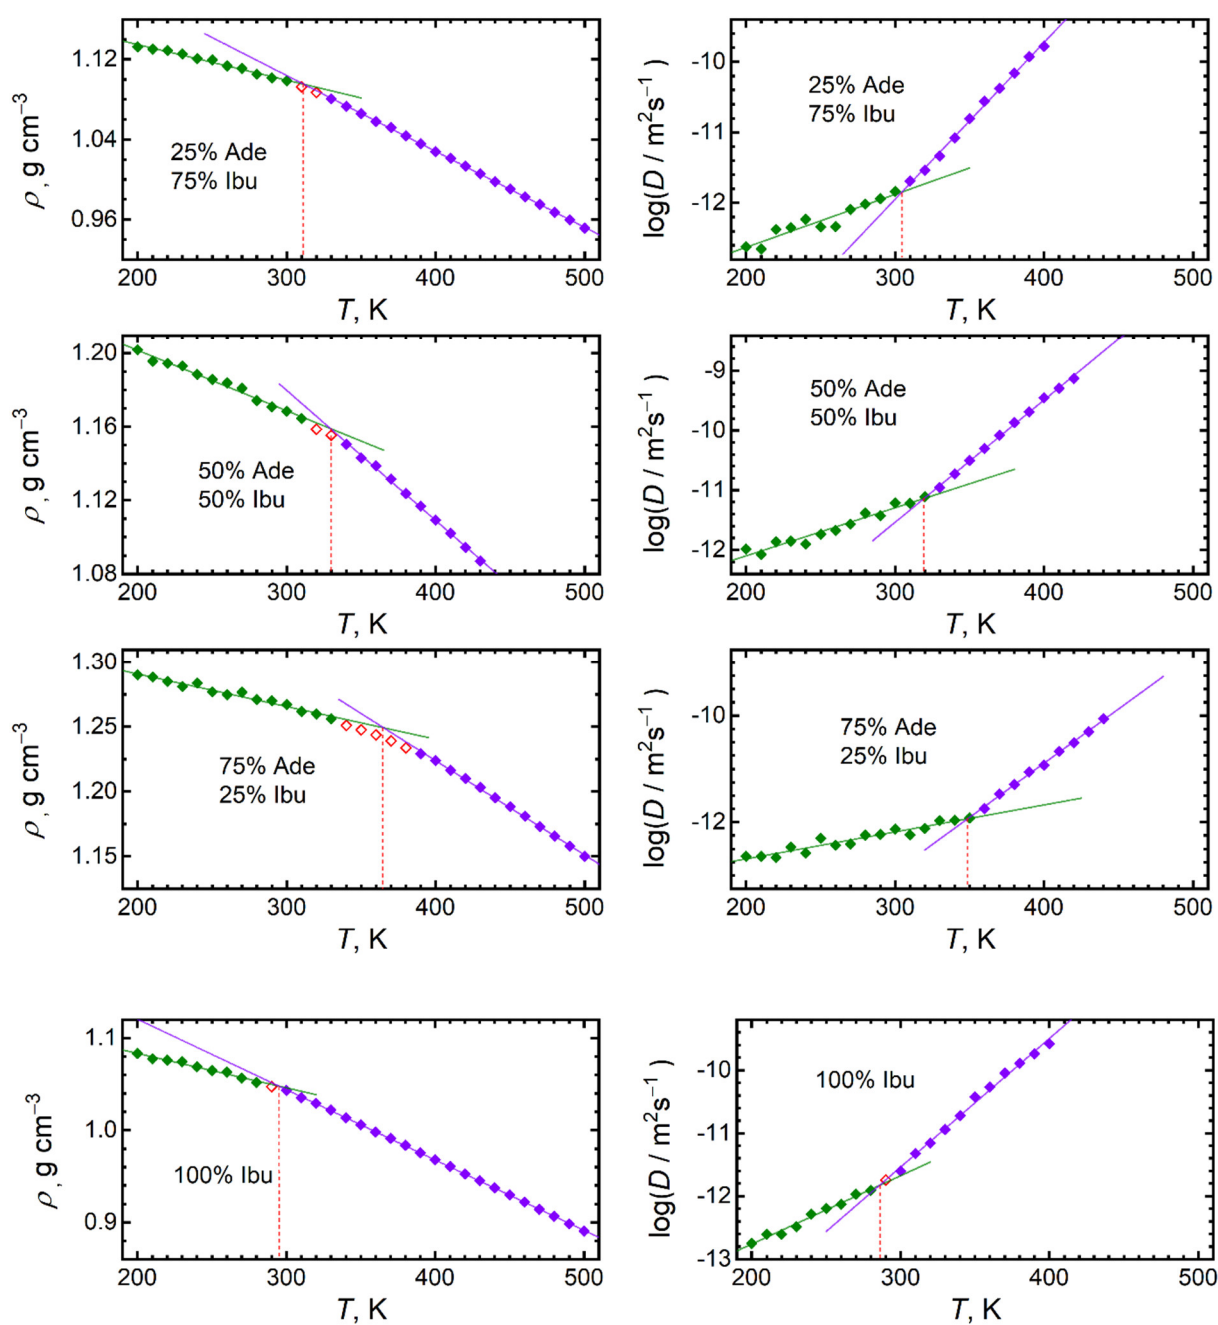 1.12
1.04
0.96
ρ, g cm⁻³
25% Ade
75% Ibu
200 300 400 500
T, K
-10
-11
-12
log(D / m²s⁻¹ )
25% Ade
75% Ibu
200 300 400 500
T, K
1.20
1.16
1.12
1.08
ρ, g cm⁻³
50% Ade
50% Ibu
200 300 400 500
T, K
-9
-10
-11
-12
log(D / m²s⁻¹ )
50% Ade
50% Ibu
200 300 400 500
T, K
1.30
1.25
1.20
1.15
ρ, g cm⁻³
75% Ade
25% Ibu
200 300 400 500
T, K
-10
-12
log(D / m²s⁻¹ )
75% Ade
25% Ibu
200 300 400 500
T, K
1.1
1.0
0.9
ρ, g cm⁻³
100% Ibu
200 300 400 500
T, K
-10
-11
-12
-13
log(D / m²s⁻¹)
100% Ibu
200 300 400 500
T, K